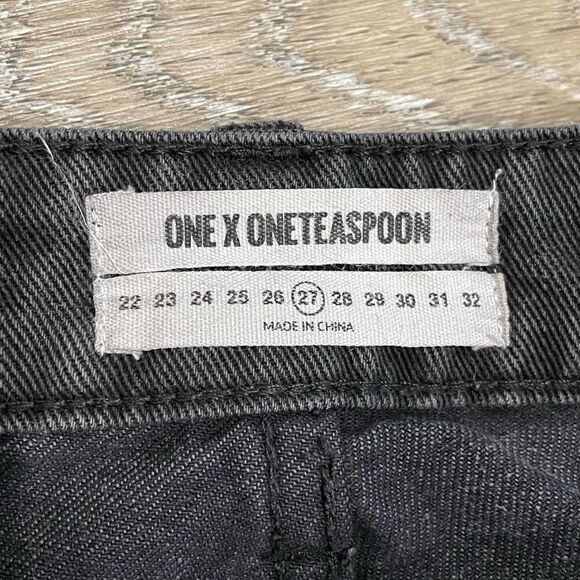 ONE X ONETEASPOON
22 23 24 25 26 27 28 29 30 31 32
MADE IN CHINA